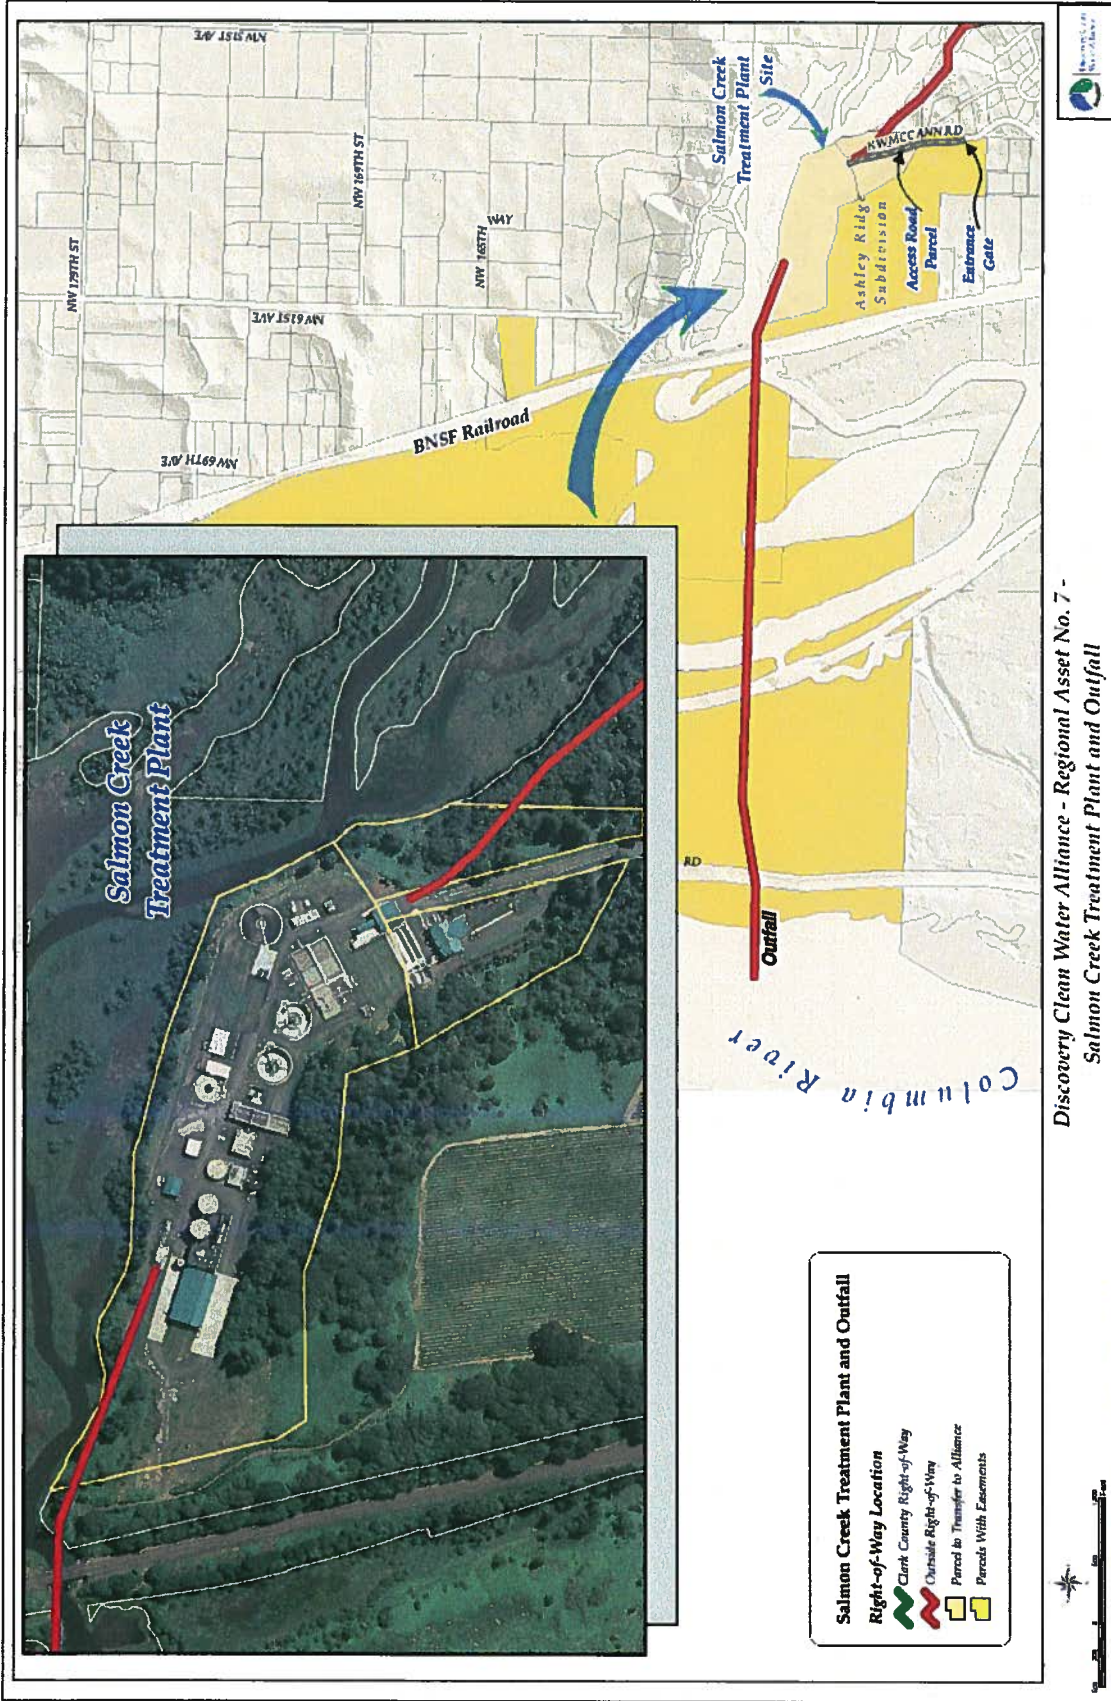 NW 179TH ST
NW 51ST AVE
NW 169TH ST
NW 61ST AVE
NW 165TH WAY
NW 69TH AVE
BNSF Railroad
Salmon Creek
Treatment Plant
Salmon Creek
Treatment Plant
Site
NW MCCANN RD
Ashley Ridge
Subdivision
Access Road
Parcel
Entrance
Gate
RD
Outfall
Columbia River
Salmon Creek Treatment Plant and Outfall
Right-of-Way Location
Clark County Right-of-Way
Outside Right-of-Way
Parcel to Transfer to Alliance
Parcels With Easements
Discovery Clean Water Alliance - Regional Asset No. 7 -
Salmon Creek Treatment Plant and Outfall